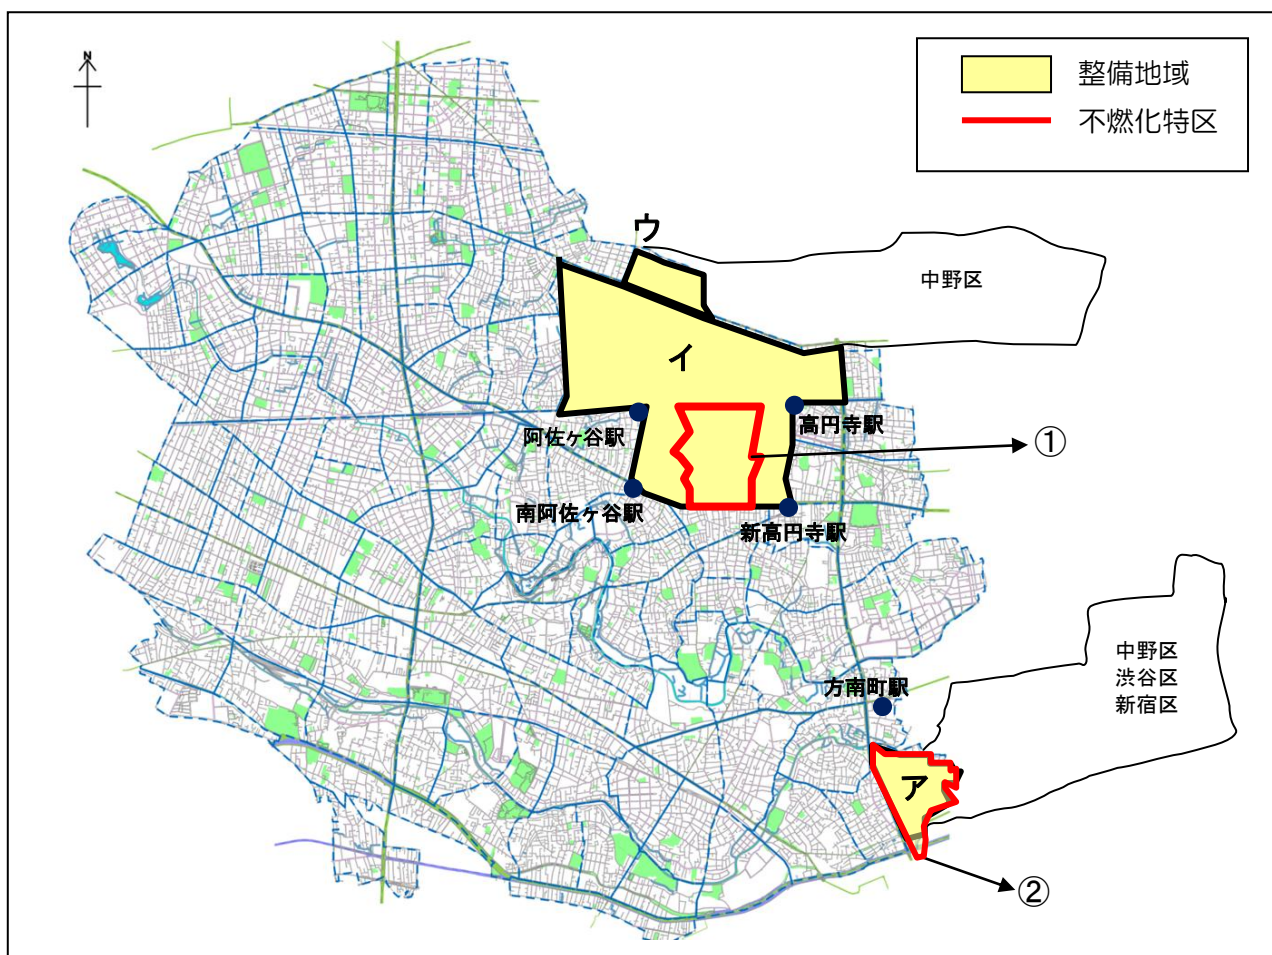 N
整備地域
不燃化特区
ウ
中野区
イ
阿佐ヶ谷駅
高円寺駅
①
南阿佐ヶ谷駅
新高円寺駅
中野区
渋谷区
新宿区
方南町駅
ア
②